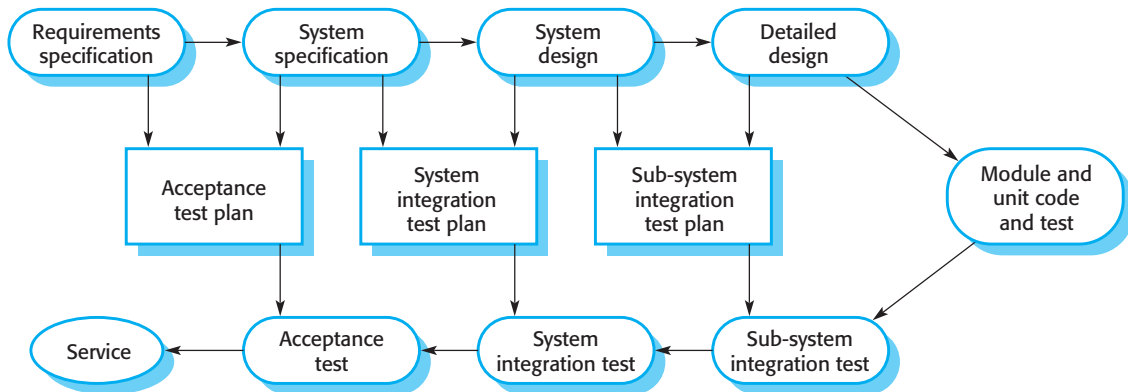 Requirements
specification
System
specification
System
design
Detailed
design
Acceptance
test plan
System
integration
test plan
Sub-system
integration
test plan
Module and
unit code
and test
Service
Acceptance
test
System
integration test
Sub-system
integration test